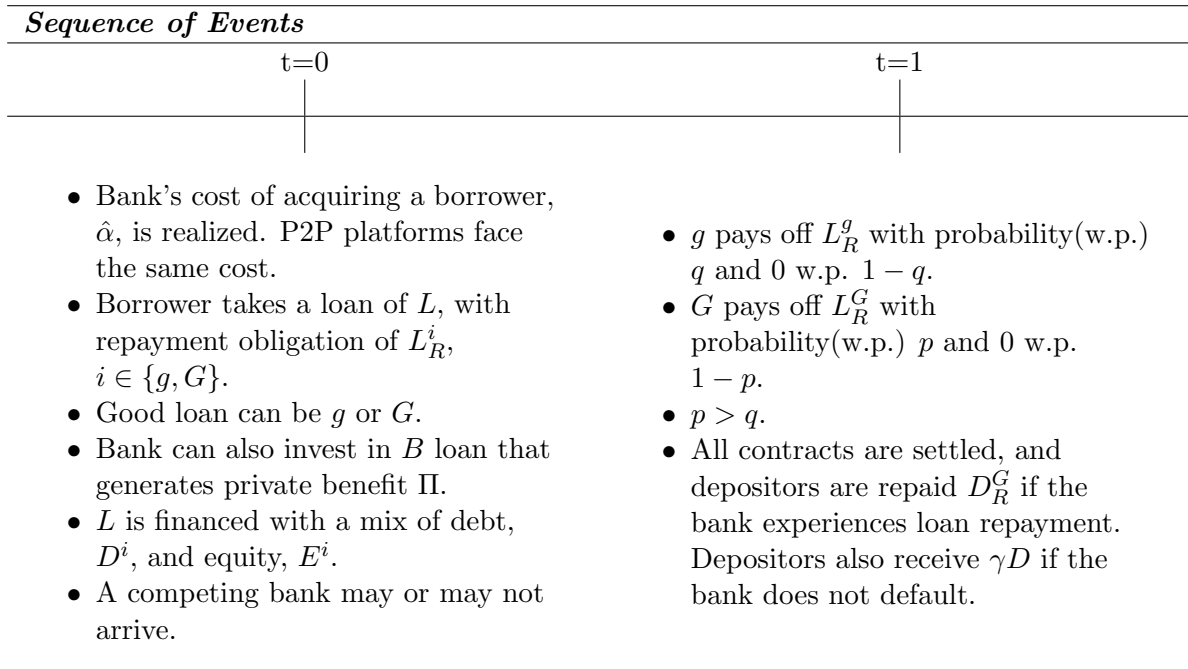 Sequence of Events
t=0
t=1
• Bank's cost of acquiring a borrower,
α̂, is realized. P2P platforms face
the same cost.
• Borrower takes a loan of L, with
repayment obligation of L_R^i,
i ∈ {g, G}.
• Good loan can be g or G.
• Bank can also invest in B loan that
generates private benefit Π.
• L is financed with a mix of debt,
D^i, and equity, E^i.
• A competing bank may or may not
arrive.
• g pays off L_R^g with probability(w.p.)
q and 0 w.p. 1 − q.
• G pays off L_R^G with
probability(w.p.) p and 0 w.p.
1 − p.
• p > q.
• All contracts are settled, and
depositors are repaid D_R^G if the
bank experiences loan repayment.
Depositors also receive γD if the
bank does not default.